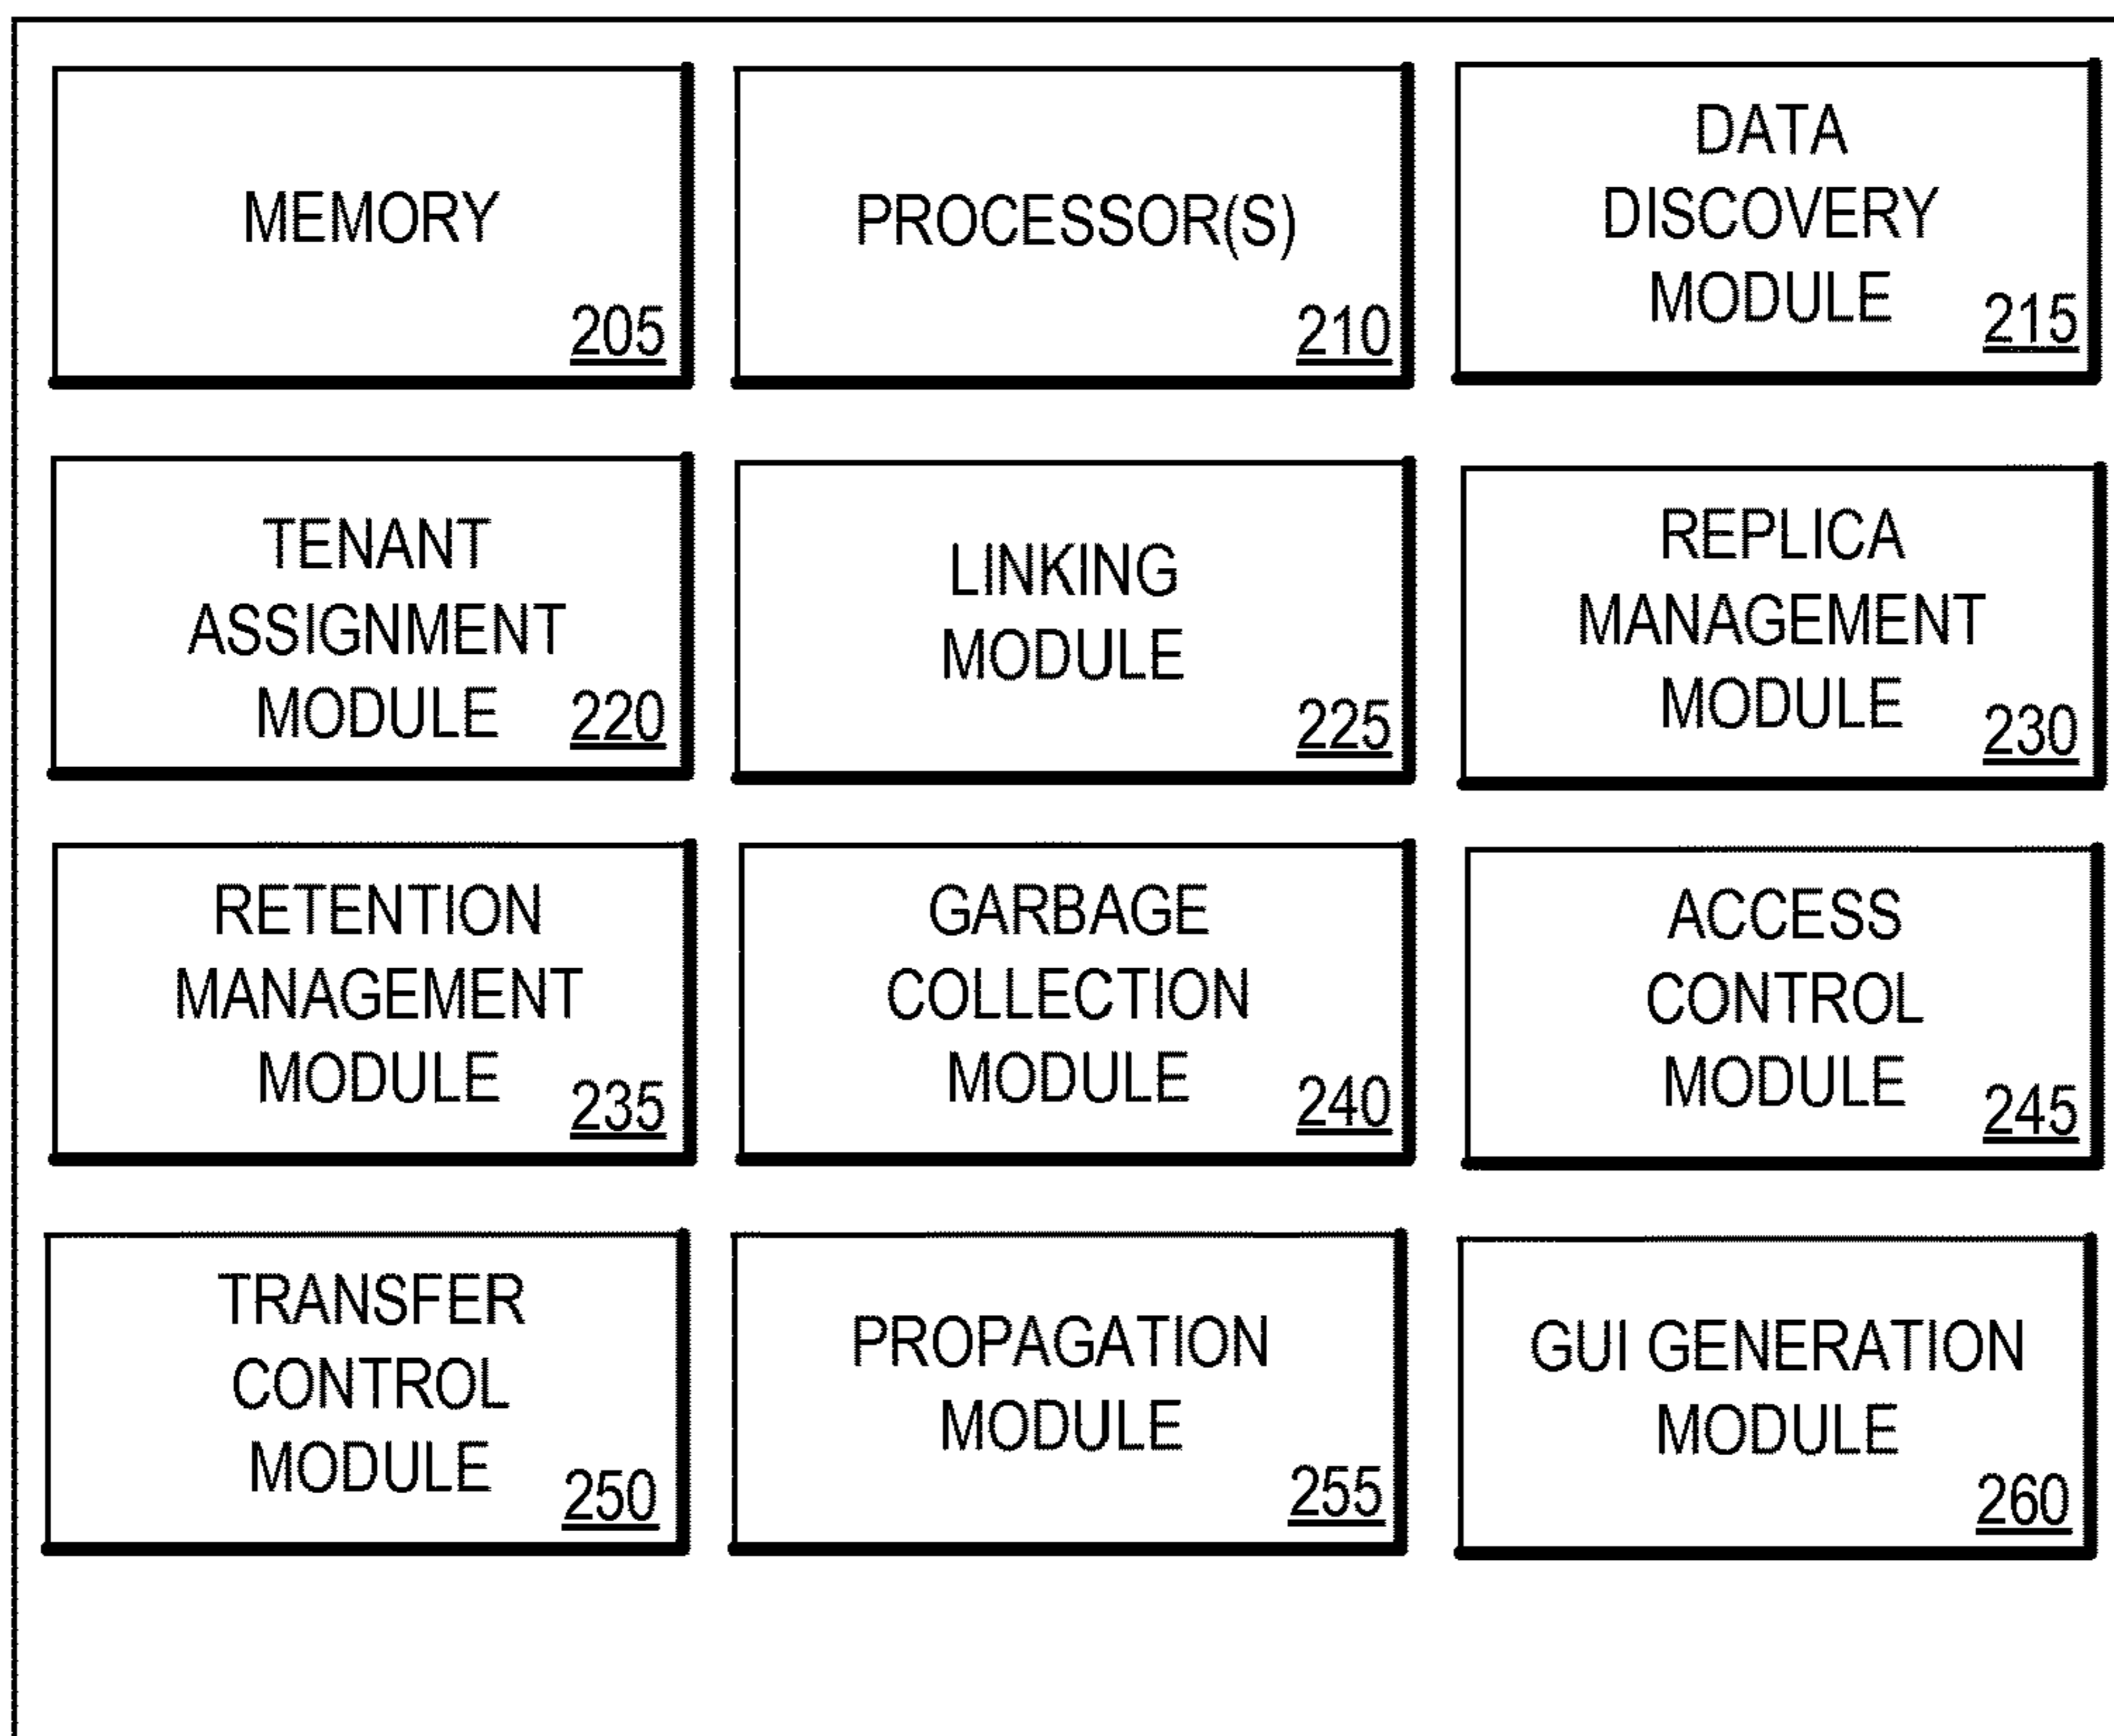 MEMORY
205
PROCESSOR(S)
210
DATA
DISCOVERY
MODULE
215
TENANT
ASSIGNMENT
MODULE
220
LINKING
MODULE
225
REPLICA
MANAGEMENT
MODULE
230
RETENTION
MANAGEMENT
MODULE
235
GARBAGE
COLLECTION
MODULE
240
ACCESS
CONTROL
MODULE
245
TRANSFER
CONTROL
MODULE
250
PROPAGATION
MODULE
255
GUI GENERATION
MODULE
260